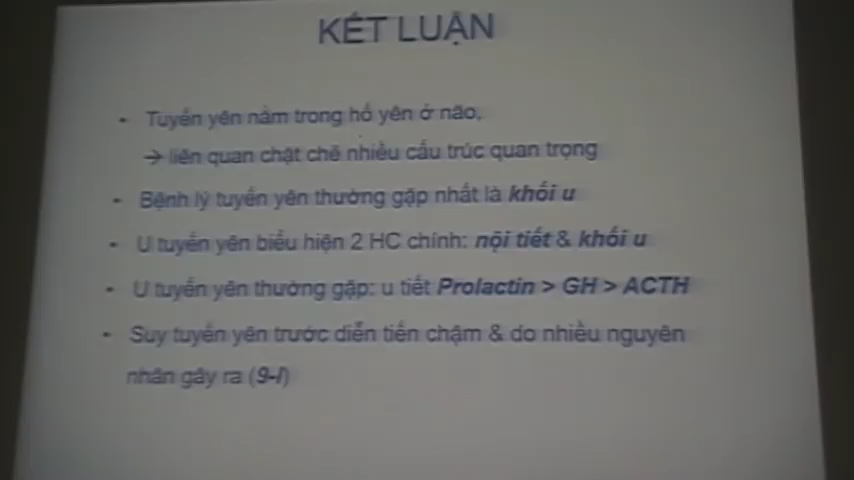 KẾT LUẬN
• Tuyến yên nằm trong hố yên ở não,
→ liên quan chặt chẽ nhiều cấu trúc quan trọng
• Bệnh lý tuyến yên thường gặp nhất là khối u
• U tuyến yên biểu hiện 2 HC chính: nội tiết & khối u
• U tuyến yên thường gặp: u tiết Prolactin > GH > ACTH
• Suy tuyến yên trước diễn tiến chậm & do nhiều nguyên
nhân gây ra (9-I)